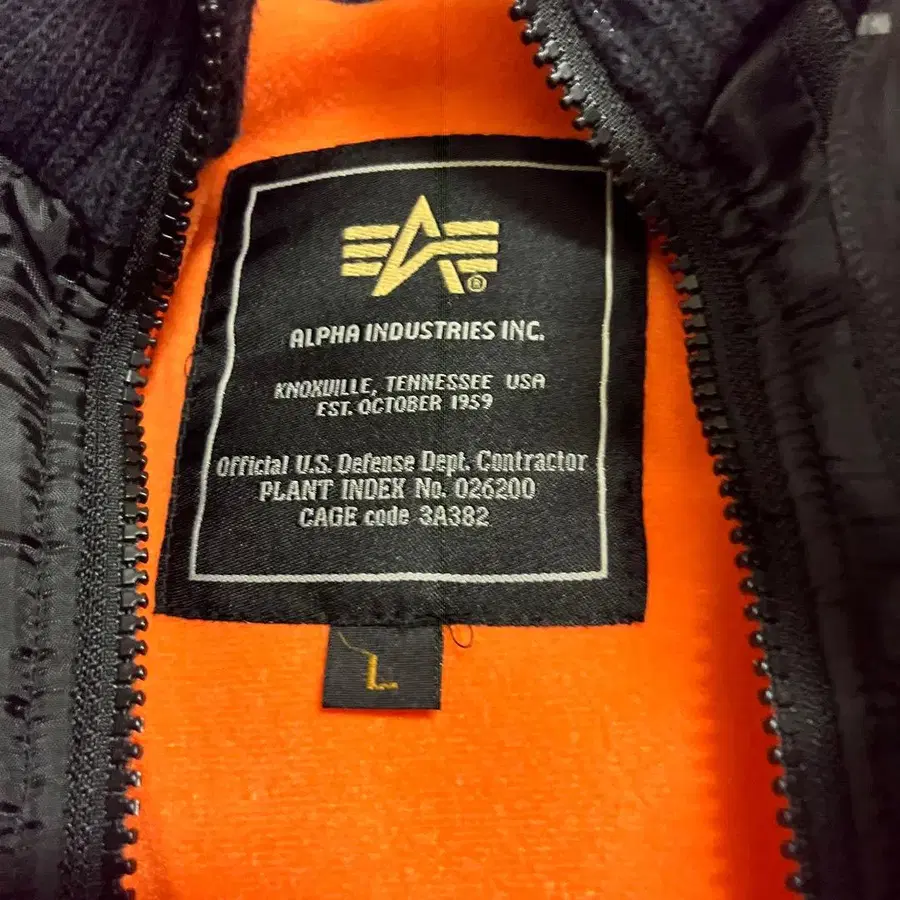 ®
ALPHA INDUSTRIES INC.
KNOXVILLE, TENNESSEE USA
EST. OCTOBER 1959
Official U.S. Defense Dept. Contractor
PLANT INDEX No. 026200
CAGE code 3A382
L